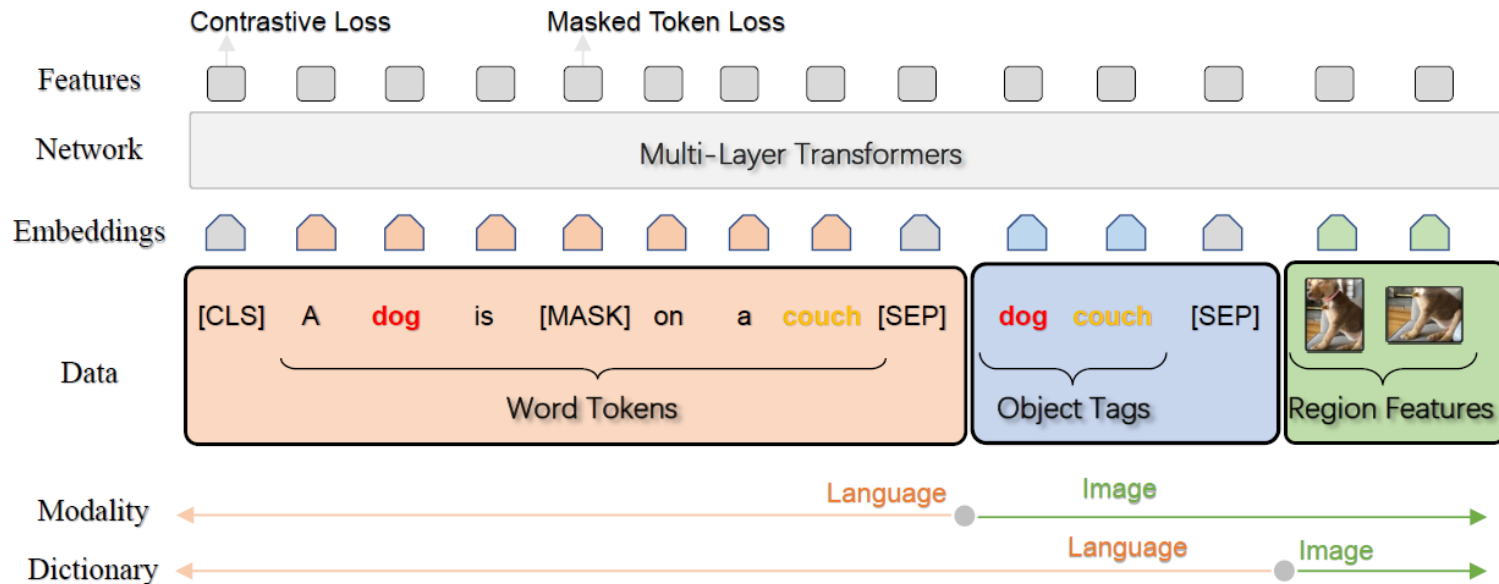 Contrastive Loss Masked Token Loss
Features
Network Multi-Layer Transformers
Embeddings
[CLS] A dog is [MASK] on a couch [SEP] dog couch [SEP]
Data
Word Tokens Object Tags Region Features
Modality Language Image
Dictionary Language Image